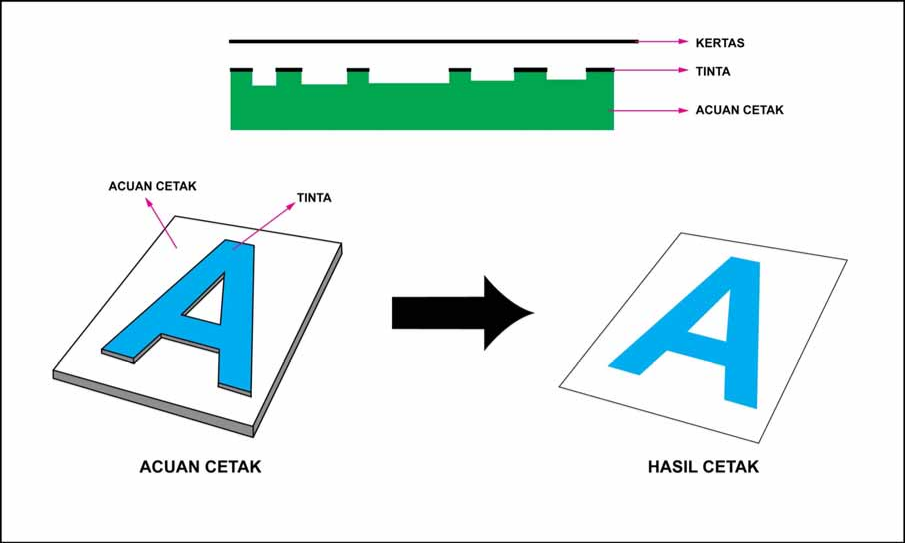 KERTAS
TINTA
ACUAN CETAK
ACUAN CETAK
TINTA
A
A
ACUAN CETAK
HASIL CETAK